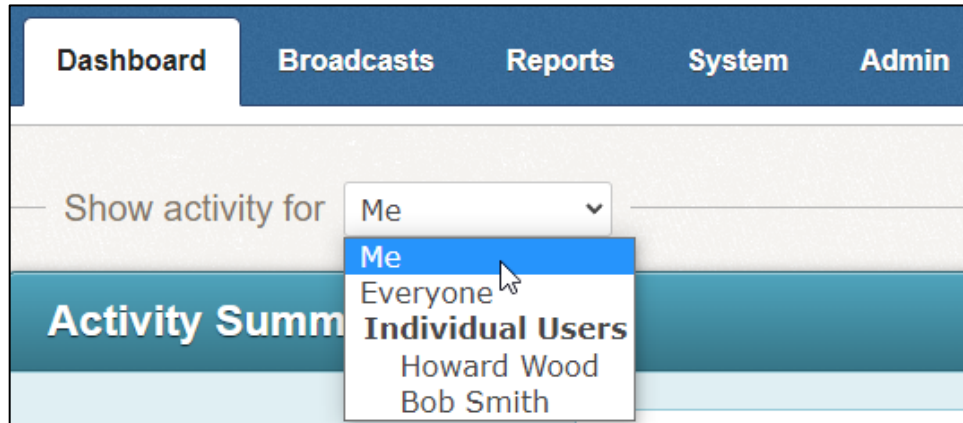 Dashboard Broadcasts Reports System Admin
Show activity for Me
Me
Everyone
Activity Summ
Individual Users
Howard Wood
Bob Smith